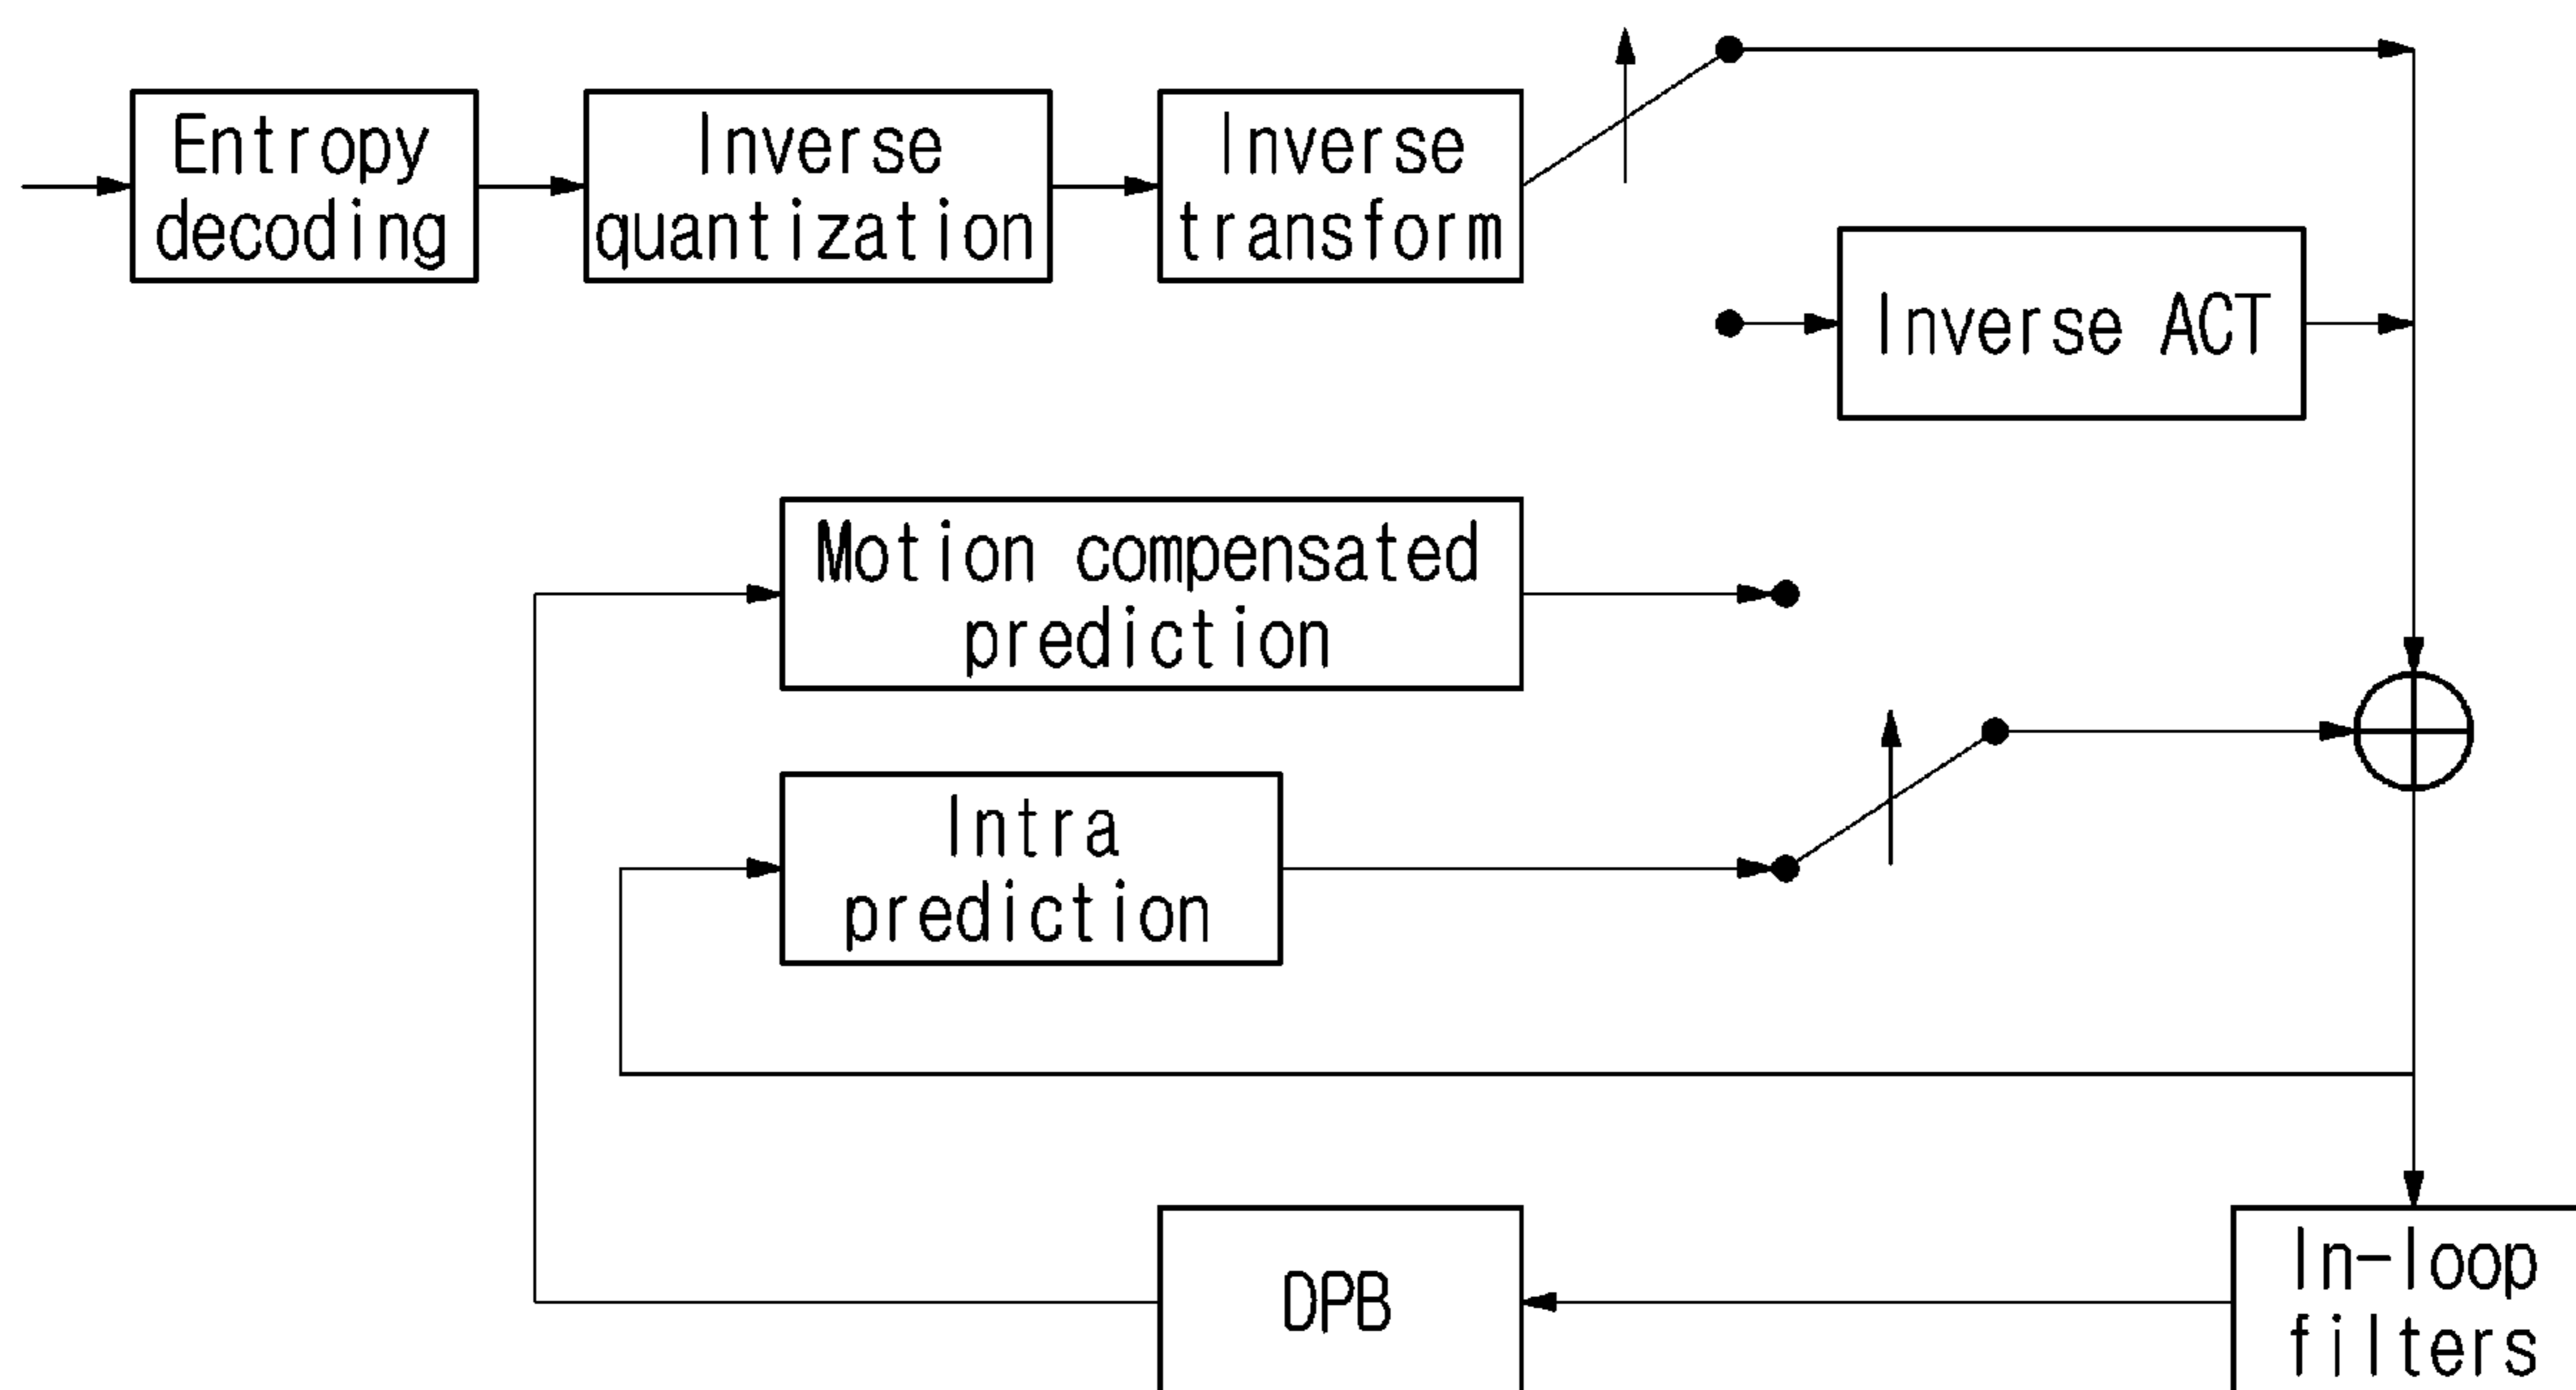 Entropy
decoding
Inverse
quantization
Inverse
transform
Inverse ACT
Motion compensated
prediction
Intra
prediction
DPB
In-loop
filters